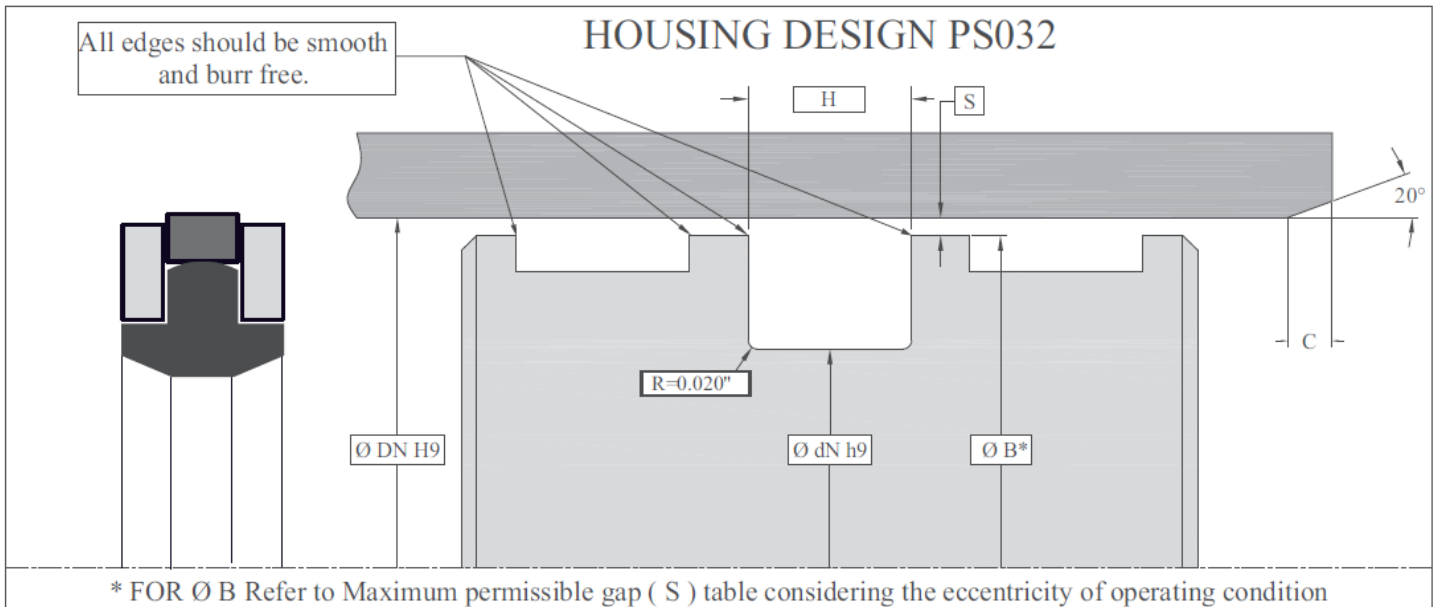 HOUSING DESIGN PS032
All edges should be smooth
and burr free.
H
S
20°
C
R=0.020"
Ø DN H9
Ø dN h9
Ø B*
* FOR Ø B Refer to Maximum permissible gap ( S ) table considering the eccentricity of operating condition